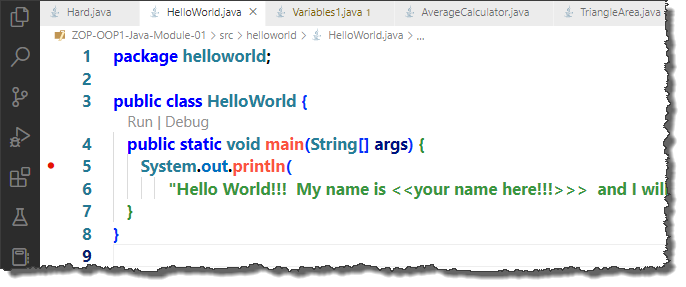 Hard.java HelloWorld.java Variables1.java 1 AverageCalculator.java TriangleArea.java
ZOP-OOP1-Java-Module-01 > src > helloworld > HelloWorld.java > ...
1 package helloworld;
2
3 public class HelloWorld {
Run | Debug
4 public static void main(String[] args) {
5 System.out.println(
6 "Hello World!!!  My name is <<your name here!!!>>>  and I will
7 }
8 }
9